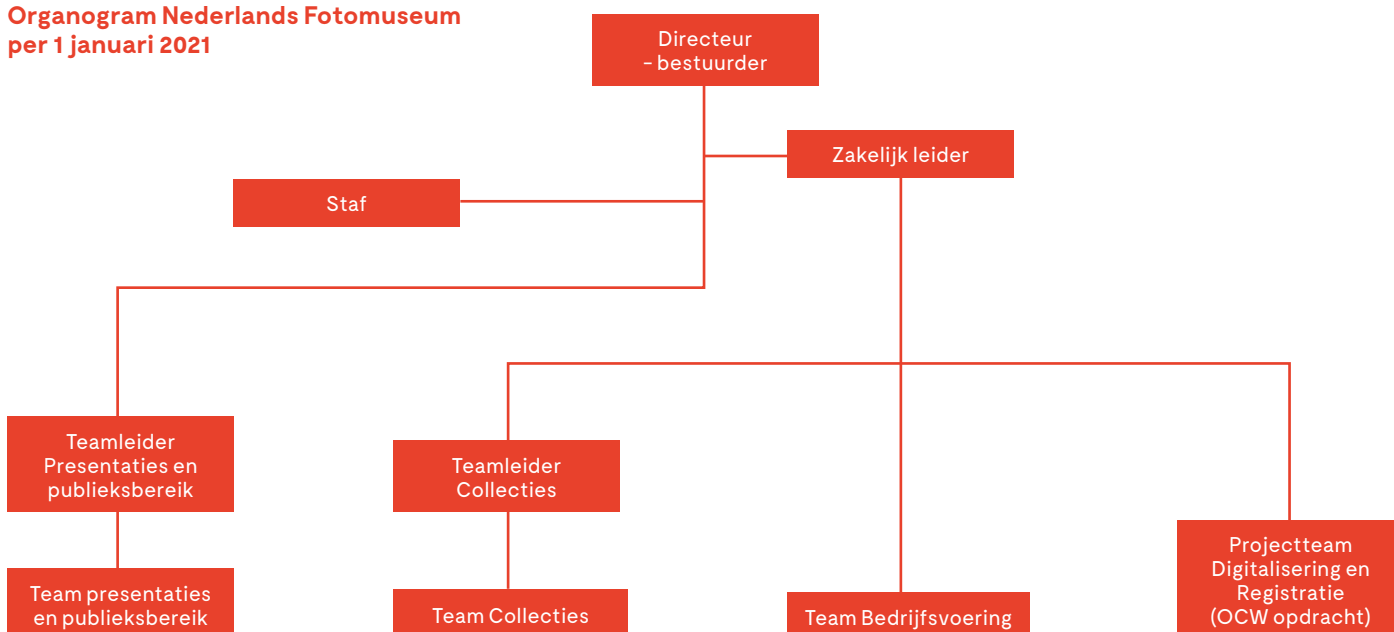 Organogram Nederlands Fotomuseum
per 1 januari 2021
Directeur
- bestuurder
Zakelijk leider
Staf
Teamleider
Presentaties en
publieksbereik
Teamleider
Collecties
Team presentaties
en publieksbereik
Team Collecties
Team Bedrijfsvoering
Projectteam
Digitalisering en
Registratie
(OCW opdracht)